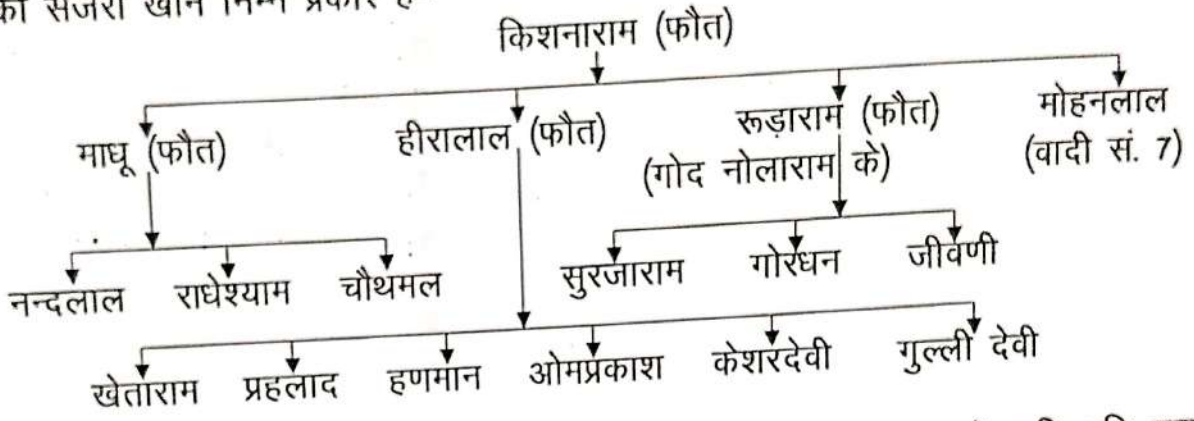 का सजरा खान निम्न प्रकार है
किशनाराम (फौत)
माधू (फौत) हीरालाल (फौत) रूड़ाराम (फौत) मोहनलाल
(गोद नोलाराम के) (वादी सं. 7)
नन्दलाल राधेश्याम चौथमल सुरजाराम गोरधन जीवणी
खेताराम प्रहलाद हणमान ओमप्रकाश केशरदेवी गुल्ली देवी